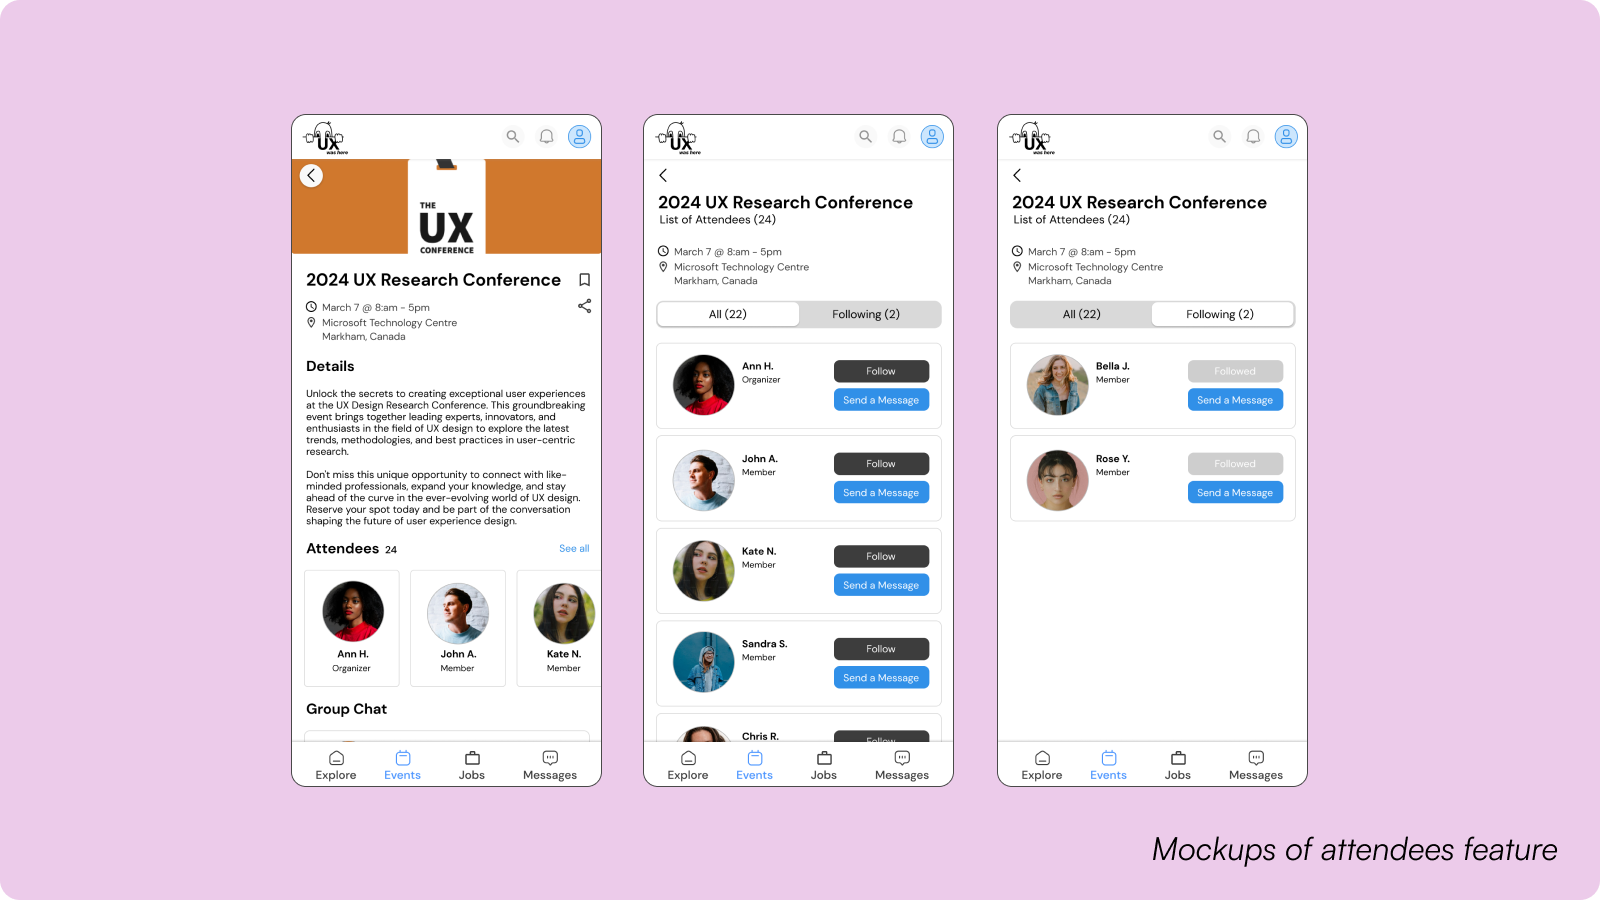 UX
was here
THE
UX
CONFERENCE
2024 UX Research Conference
March 7 @ 8:am - 5pm
Microsoft Technology Centre
Markham, Canada
Details
Unlock the secrets to creating exceptional user experiences
at the UX Design Research Conference. This groundbreaking
event brings together leading experts, innovators, and
enthusiasts in the field of UX design to explore the latest
trends, methodologies, and best practices in user-centric
research.
Don't miss this unique opportunity to connect with like-
minded professionals, expand your knowledge, and stay
ahead of the curve in the ever-evolving world of UX design.
Reserve your spot today and be part of the conversation
shaping the future of user experience design.
Attendees 24 See all
Ann H. John A. Kate N.
Organizer Member Member
Group Chat
Explore Events Jobs Messages
UX
was here
2024 UX Research Conference
List of Attendees (24)
March 7 @ 8:am - 5pm
Microsoft Technology Centre
Markham, Canada
All (22) Following (2)
Ann H.
Organizer
Follow
Send a Message
John A.
Member
Follow
Send a Message
Kate N.
Member
Follow
Send a Message
Sandra S.
Member
Follow
Send a Message
Chris R.
Follow
Explore Events Jobs Messages
UX
was here
2024 UX Research Conference
List of Attendees (24)
March 7 @ 8:am - 5pm
Microsoft Technology Centre
Markham, Canada
All (22) Following (2)
Bella J.
Member
Followed
Send a Message
Rose Y.
Member
Followed
Send a Message
Explore Events Jobs Messages
Mockups of attendees feature